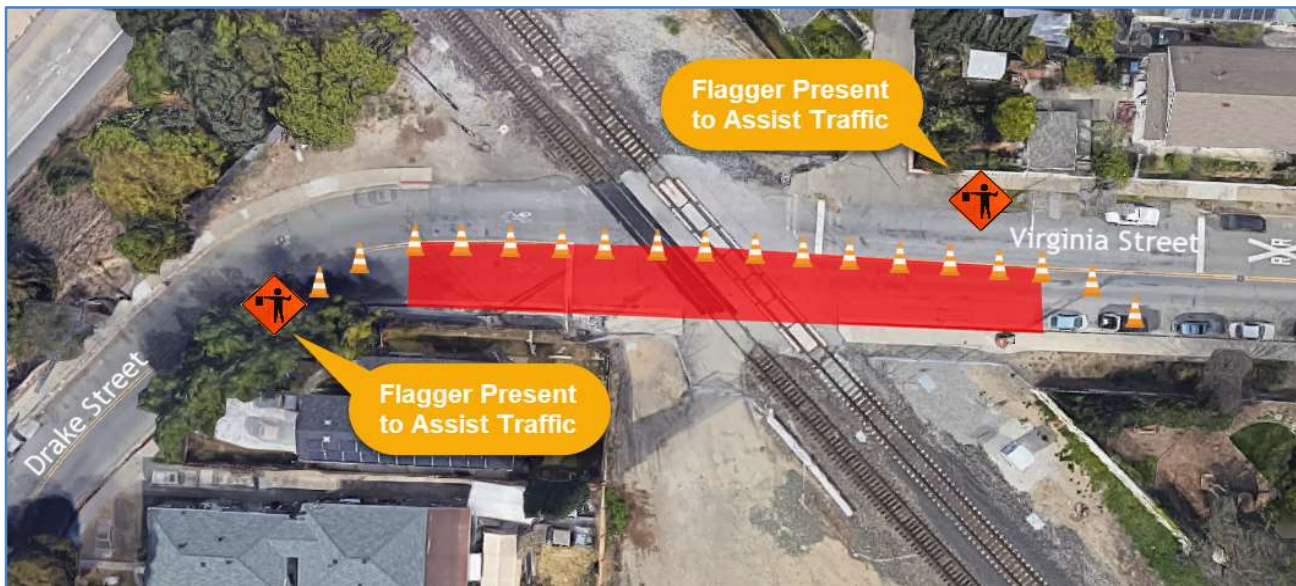 Flagger Present
to Assist Traffic
Virginia Street
R R
Flagger Present
to Assist Traffic
Drake Street